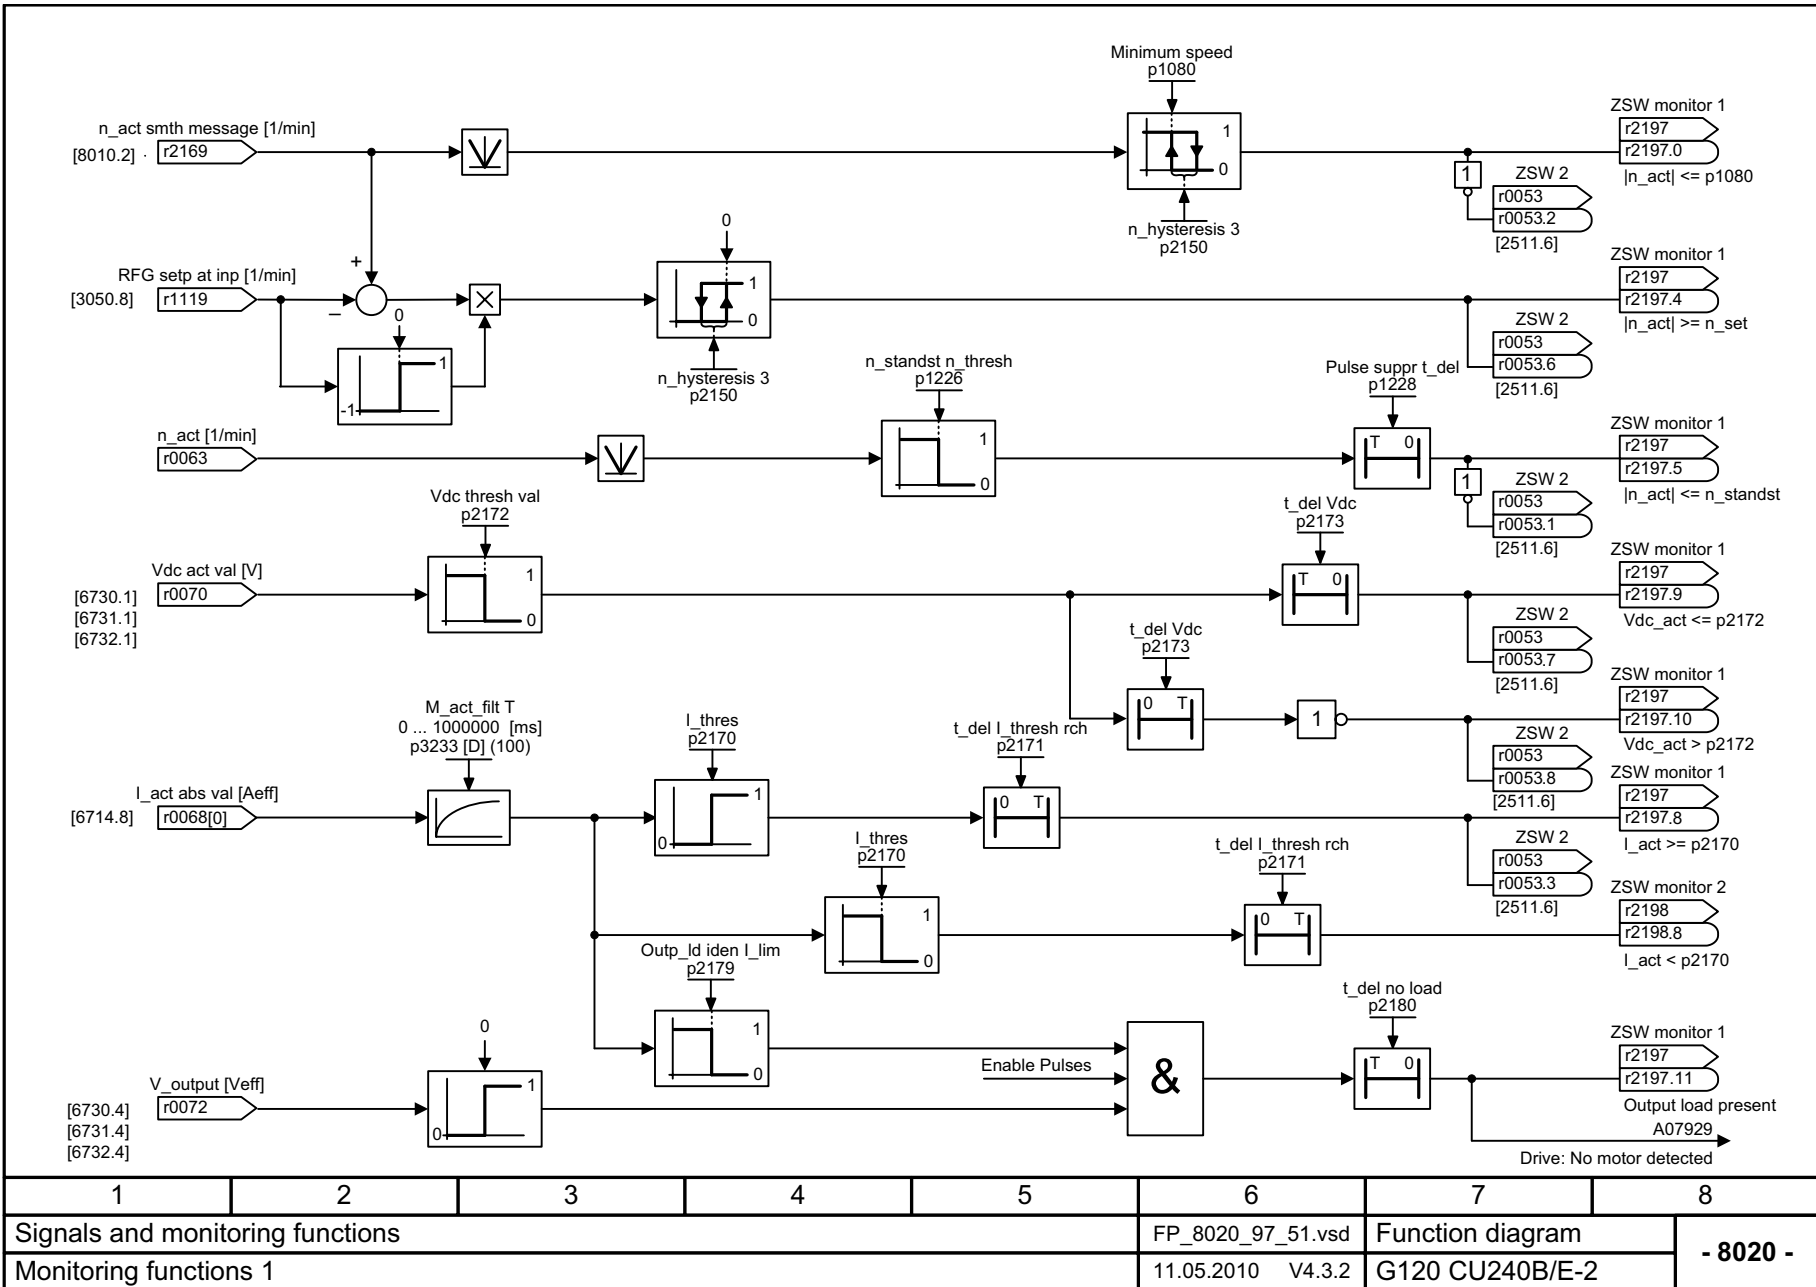 Minimum speed
p1080
n_act smth message [1/min]
[8010.2] .
r2169
1
0
n_hysteresis 3
p2150
ZSW monitor 1
r2197
r2197.0
|n_act| <= p1080
1
ZSW 2
r0053
r0053.2
[2511.6]
RFG setp at inp [1/min]
[3050.8]
r1119
+
–
0
1
-1
0
1
0
n_hysteresis 3
p2150
ZSW monitor 1
r2197
r2197.4
|n_act| >= n_set
ZSW 2
r0053
r0053.6
[2511.6]
n_act [1/min]
r0063
n_standst n_thresh
p1226
1
0
Pulse suppr t_del
p1228
T 0
ZSW monitor 1
r2197
r2197.5
|n_act| <= n_standst
1
ZSW 2
r0053
r0053.1
[2511.6]
Vdc thresh val
p2172
Vdc act val [V]
[6730.1]
[6731.1]
[6732.1]
r0070
1
0
t_del Vdc
p2173
T 0
ZSW monitor 1
r2197
r2197.9
Vdc_act <= p2172
ZSW 2
r0053
r0053.7
[2511.6]
t_del Vdc
p2173
0 T
1
ZSW monitor 1
r2197
r2197.10
Vdc_act > p2172
ZSW 2
r0053
r0053.8
[2511.6]
M_act_filt T
0 ... 1000000 [ms]
p3233 [D] (100)
I_act abs val [Aeff]
[6714.8]
r0068[0]
I_thres
p2170
1
0
t_del I_thresh rch
p2171
0 T
ZSW monitor 1
r2197
r2197.8
I_act >= p2170
ZSW 2
r0053
r0053.3
[2511.6]
I_thres
p2170
1
0
t_del I_thresh rch
p2171
0 T
ZSW monitor 2
r2198
r2198.8
I_act < p2170
Outp_ld iden I_lim
p2179
1
0
Enable Pulses
&
t_del no load
p2180
T 0
ZSW monitor 1
r2197
r2197.11
Output load present
A07929
Drive: No motor detected
V_output [Veff]
[6730.4]
[6731.4]
[6732.4]
r0072
0
1
0
1 2 3 4 5 6 7 8
Signals and monitoring functions
FP_8020_97_51.vsd
Function diagram
- 8020 -
Monitoring functions 1
11.05.2010 V4.3.2
G120 CU240B/E-2